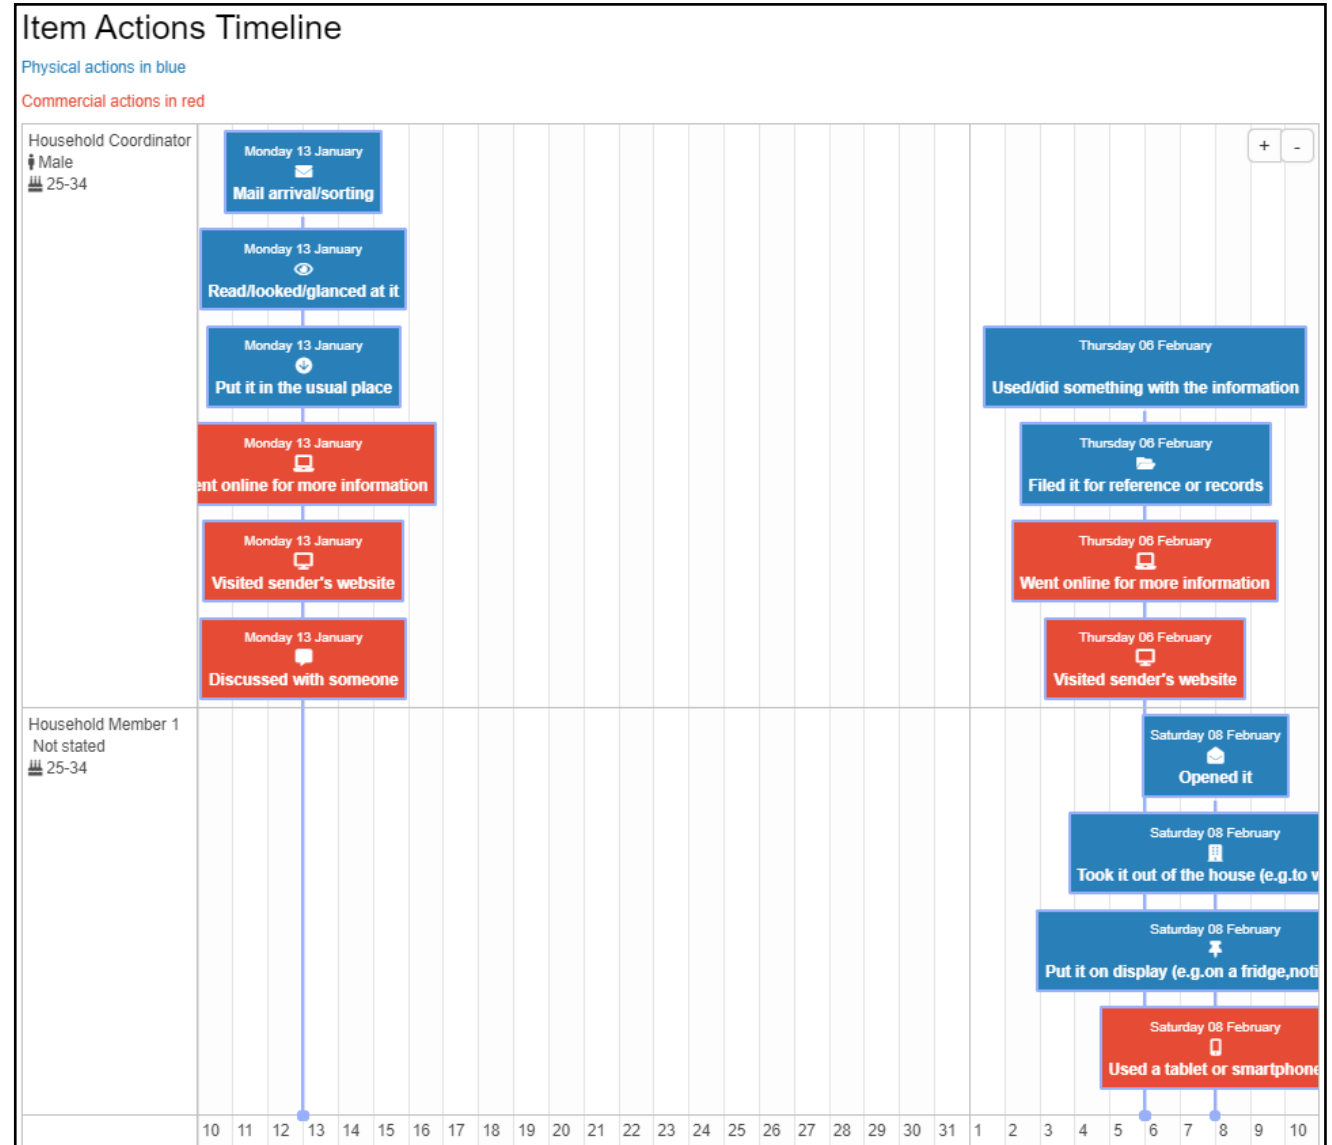 Item Actions Timeline
Physical actions in blue
Commercial actions in red
Household Coordinator
Male
25-34
+ -
Monday 13 January
Mail arrival/sorting
Monday 13 January
Read/looked/glanced at it
Monday 13 January
Put it in the usual place
Monday 13 January
ent online for more information
Monday 13 January
Visited sender's website
Monday 13 January
Discussed with someone
Thursday 06 February
Used/did something with the information
Thursday 06 February
Filed it for reference or records
Thursday 06 February
Went online for more information
Thursday 06 February
Visited sender's website
Household Member 1
Not stated
25-34
Saturday 08 February
Opened it
Saturday 08 February
Took it out of the house (e.g.to w
Saturday 08 February
Put it on display (e.g.on a fridge,noti
Saturday 08 February
Used a tablet or smartphone
10 11 12 13 14 15 16 17 18 19 20 21 22 23 24 25 26 27 28 29 30 31 1 2 3 4 5 6 7 8 9 10